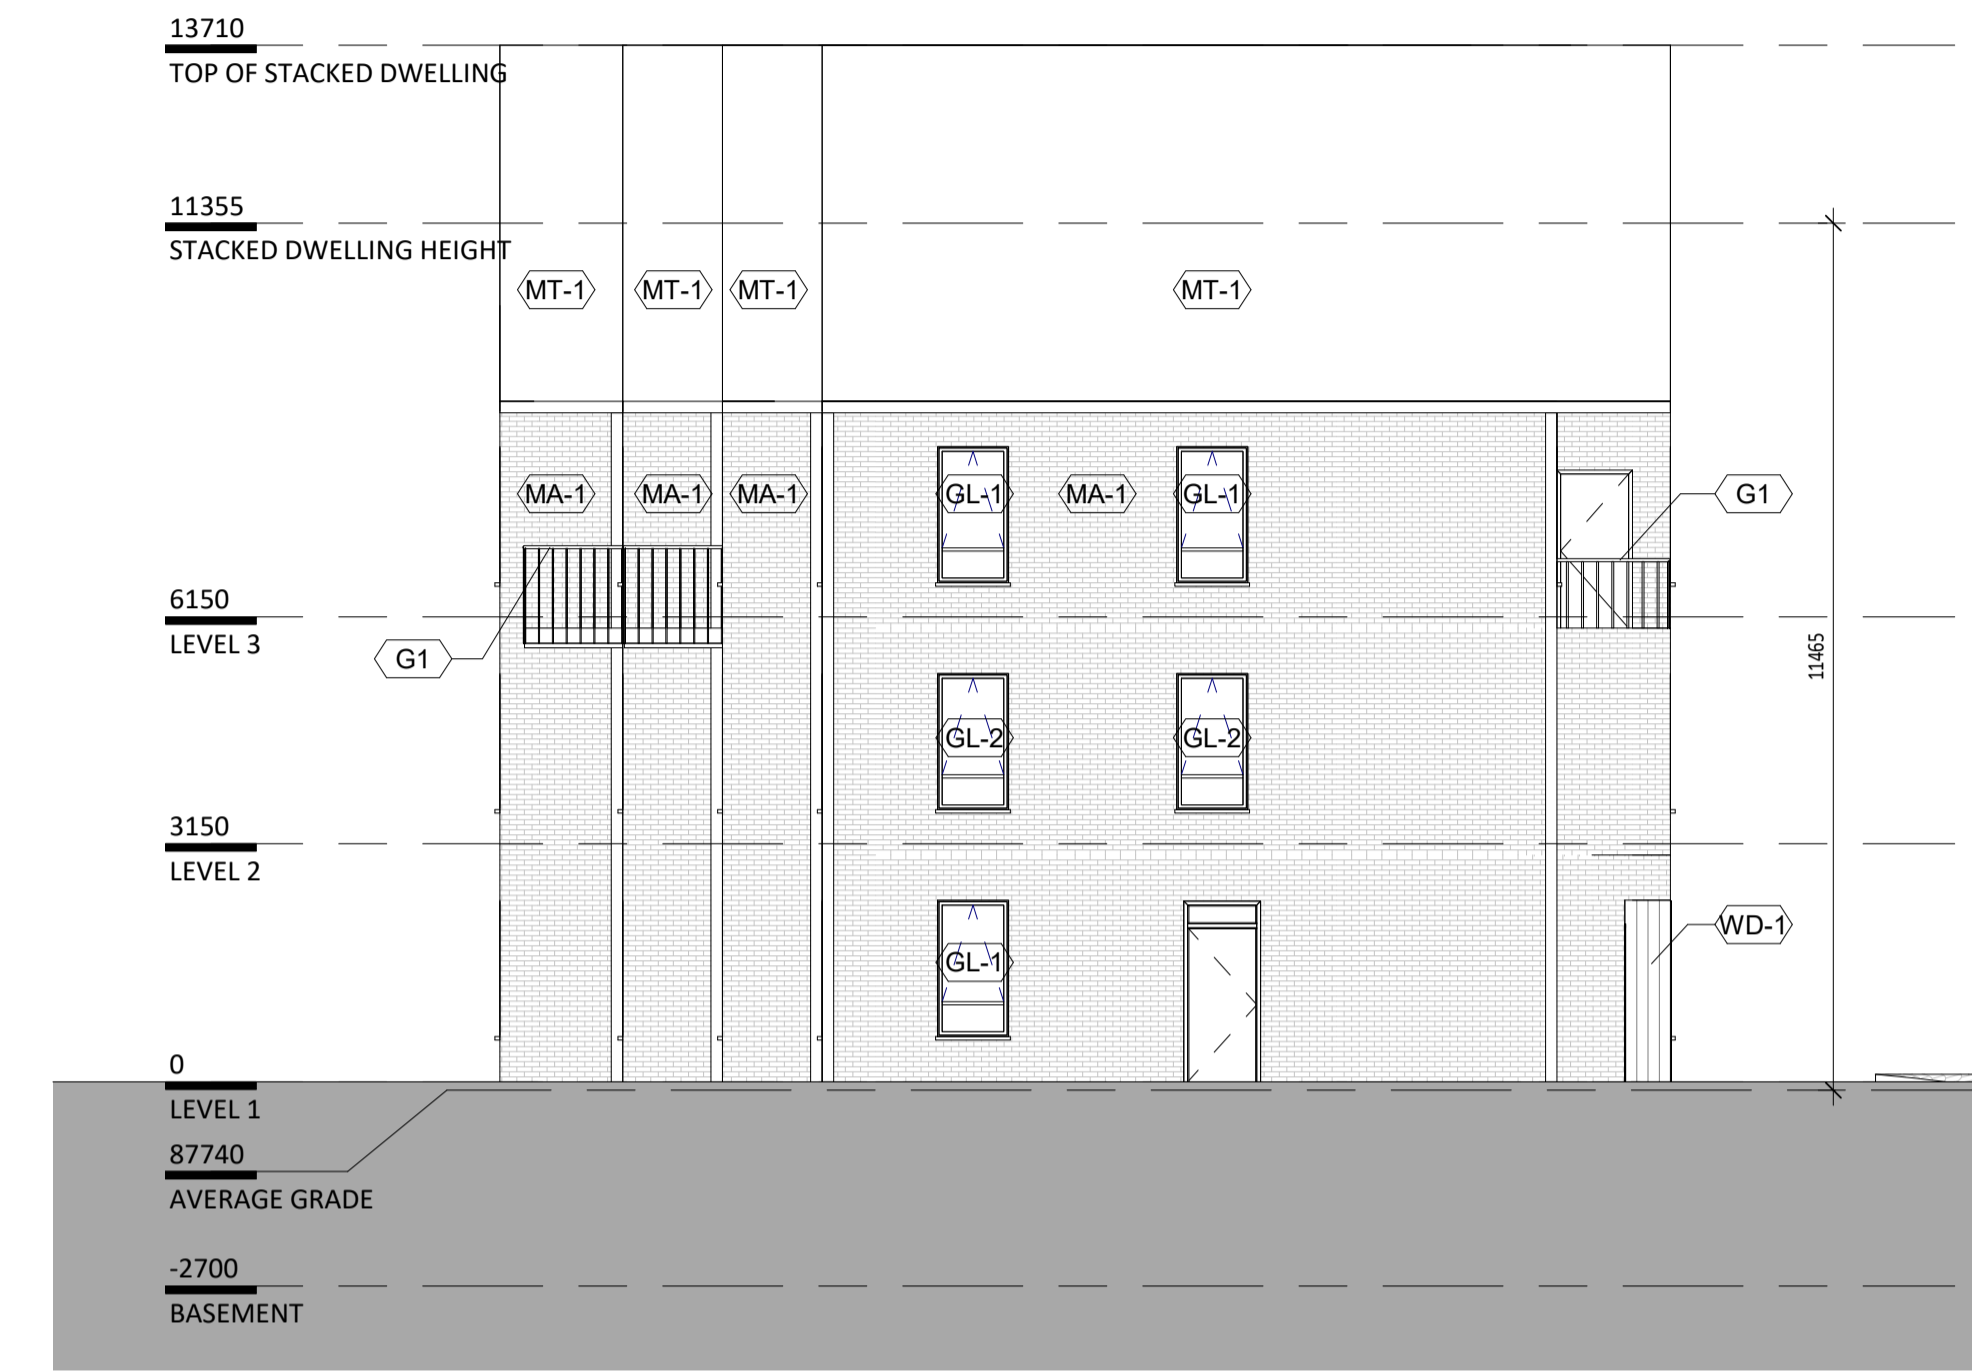 13710
TOP OF STACKED DWELLING
11355
STACKED DWELLING HEIGHT
MT-1 MT-1 MT-1 MT-1
MA-1 MA-1 MA-1 GL-1 MA-1 GL-1 G1
6150
LEVEL 3
G1
11465
GL-2 GL-2
3150
LEVEL 2
WD-1
GL-1
0
LEVEL 1
87740
AVERAGE GRADE
-2700
BASEMENT